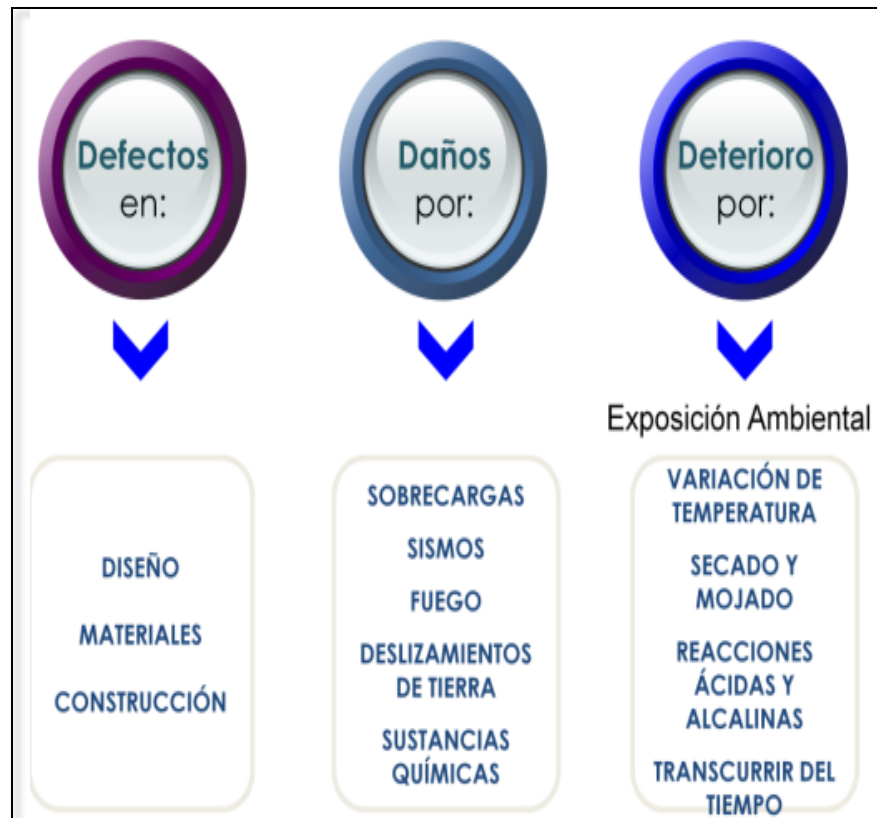 Defectos
en:
DISEÑO
MATERIALES
CONSTRUCCIÓN
Daños
por:
SOBRECARGAS
SISMOS
FUEGO
DESLIZAMIENTOS
DE TIERRA
SUSTANCIAS
QUÍMICAS
Deterioro
por:
Exposición Ambiental
VARIACIÓN DE
TEMPERATURA
SECADO Y
MOJADO
REACCIONES
ÁCIDAS Y
ALCALINAS
TRANSCURRIR DEL
TIEMPO